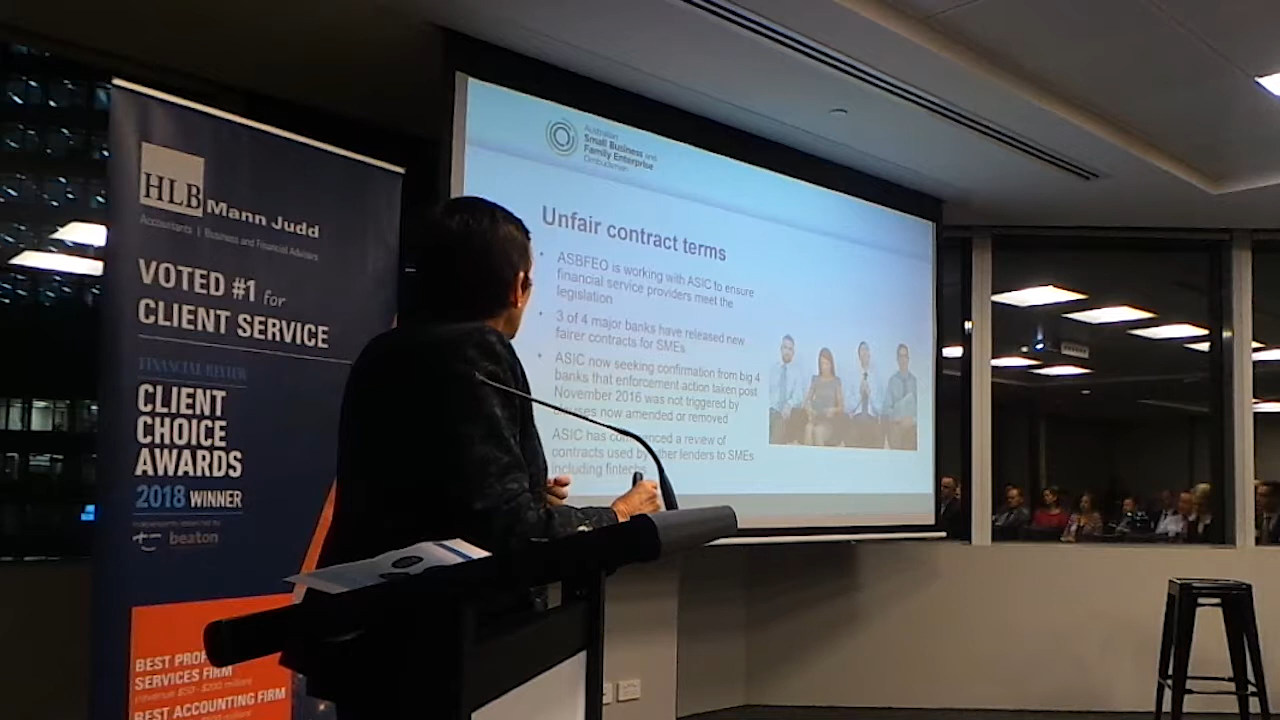 HLB Mann Judd
Accountants | Business and Financial Advisers
VOTED #1 for
CLIENT SERVICE
FINANCIAL REVIEW
CLIENT
CHOICE
AWARDS
2018 WINNER
beaton
BEST
SERVICES FIRM
BEST ACCOUNTING FIRM
Australian
Small Business and
Family Enterprise
Ombudsman
Unfair contract terms
• ASBFEO is working with ASIC to ensure
financial service providers meet the
legislation
• 3 of 4 major banks have released new
fairer contracts for SMEs
• ASIC now seeking confirmation from big 4
banks that enforcement action taken post
November 2016 was not triggered by
now amended or removed
ASIC has a review of
contracts used by lenders to SMEs
including fintechs